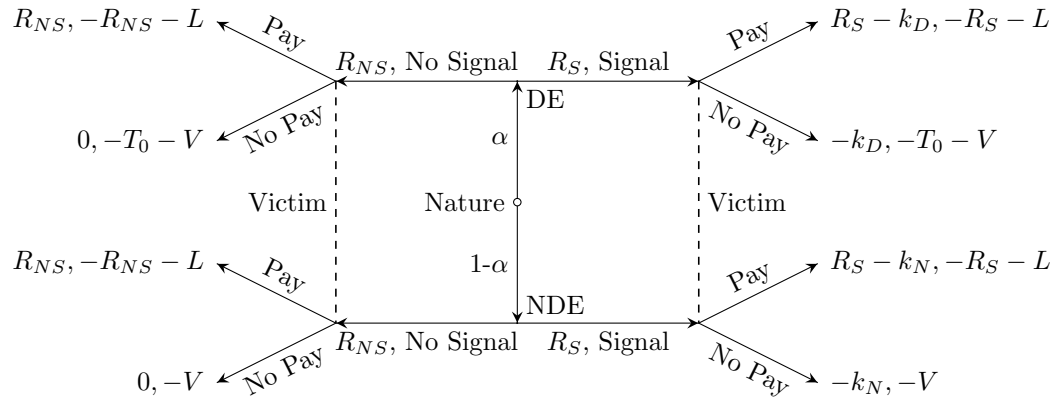 R_{NS}, -R_{NS} - L
Pay
R_{NS}, No Signal
R_S, Signal
Pay
R_S - k_D, -R_S - L
0, -T_0 - V
No Pay
DE
No Pay
-k_D, -T_0 - V
α
Victim
Nature
Victim
1-α
R_{NS}, -R_{NS} - L
Pay
NDE
Pay
R_S - k_N, -R_S - L
R_{NS}, No Signal
R_S, Signal
0, -V
No Pay
No Pay
-k_N, -V